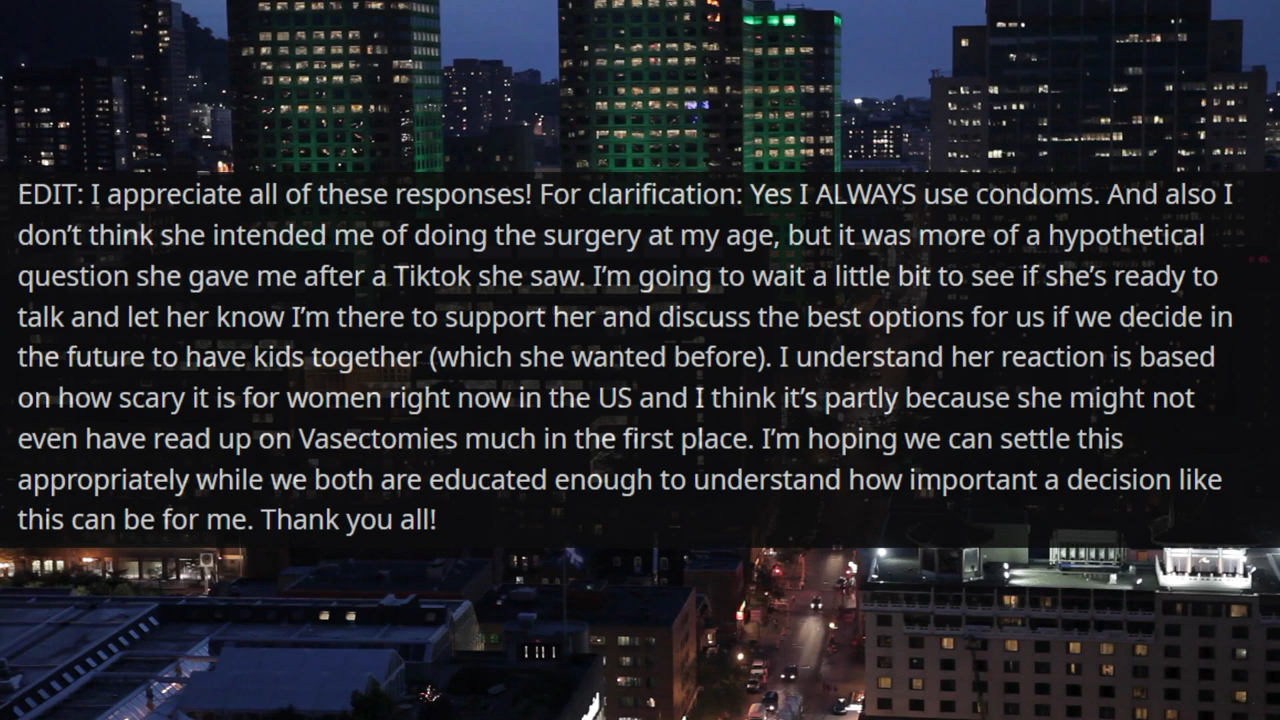 EDIT: I appreciate all of these responses! For clarification: Yes I ALWAYS use condoms. And also I
don’t think she intended me of doing the surgery at my age, but it was more of a hypothetical
question she gave me after a Tiktok she saw. I’m going to wait a little bit to see if she’s ready to
talk and let her know I’m there to support her and discuss the best options for us if we decide in
the future to have kids together (which she wanted before). I understand her reaction is based
on how scary it is for women right now in the US and I think it’s partly because she might not
even have read up on Vasectomies much in the first place. I’m hoping we can settle this
appropriately while we both are educated enough to understand how important a decision like
this can be for me. Thank you all!